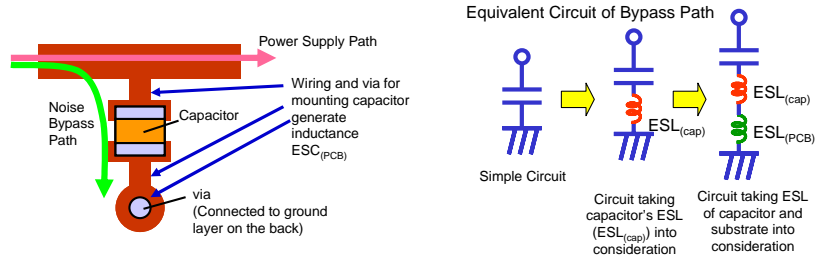 Power Supply Path
Noise
Bypass
Path
Capacitor
Wiring and via for
mounting capacitor
generate
inductance
ESC(PCB)
via
(Connected to ground
layer on the back)
Equivalent Circuit of Bypass Path
ESL(cap)
ESL(cap)
ESL(PCB)
Simple Circuit
Circuit taking
capacitor's ESL
(ESL(cap)) into
consideration
Circuit taking ESL
of capacitor and
substrate into
consideration